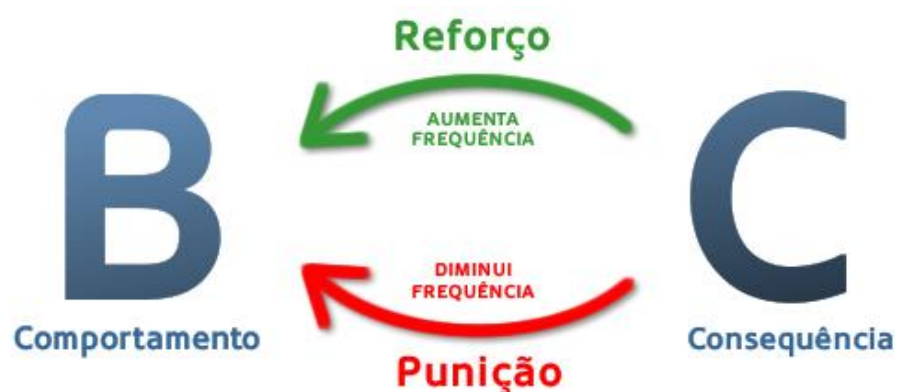 Reforço
AUMENTA
FREQUÊNCIA
B
C
DIMINUI
FREQUÊNCIA
Comportamento
Consequência
Punição